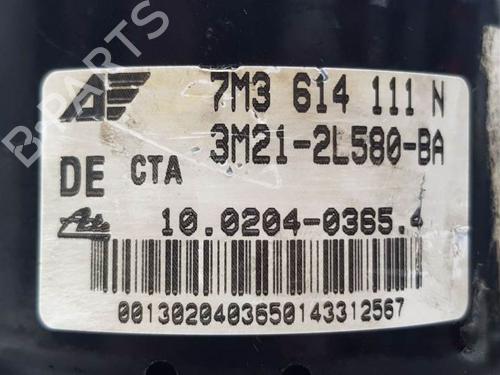 B-PARTS
7M3 614 111 N
3M21-2L580-BA
DE CTA
Ate 10.0204-0365.4
0013020403650143312567